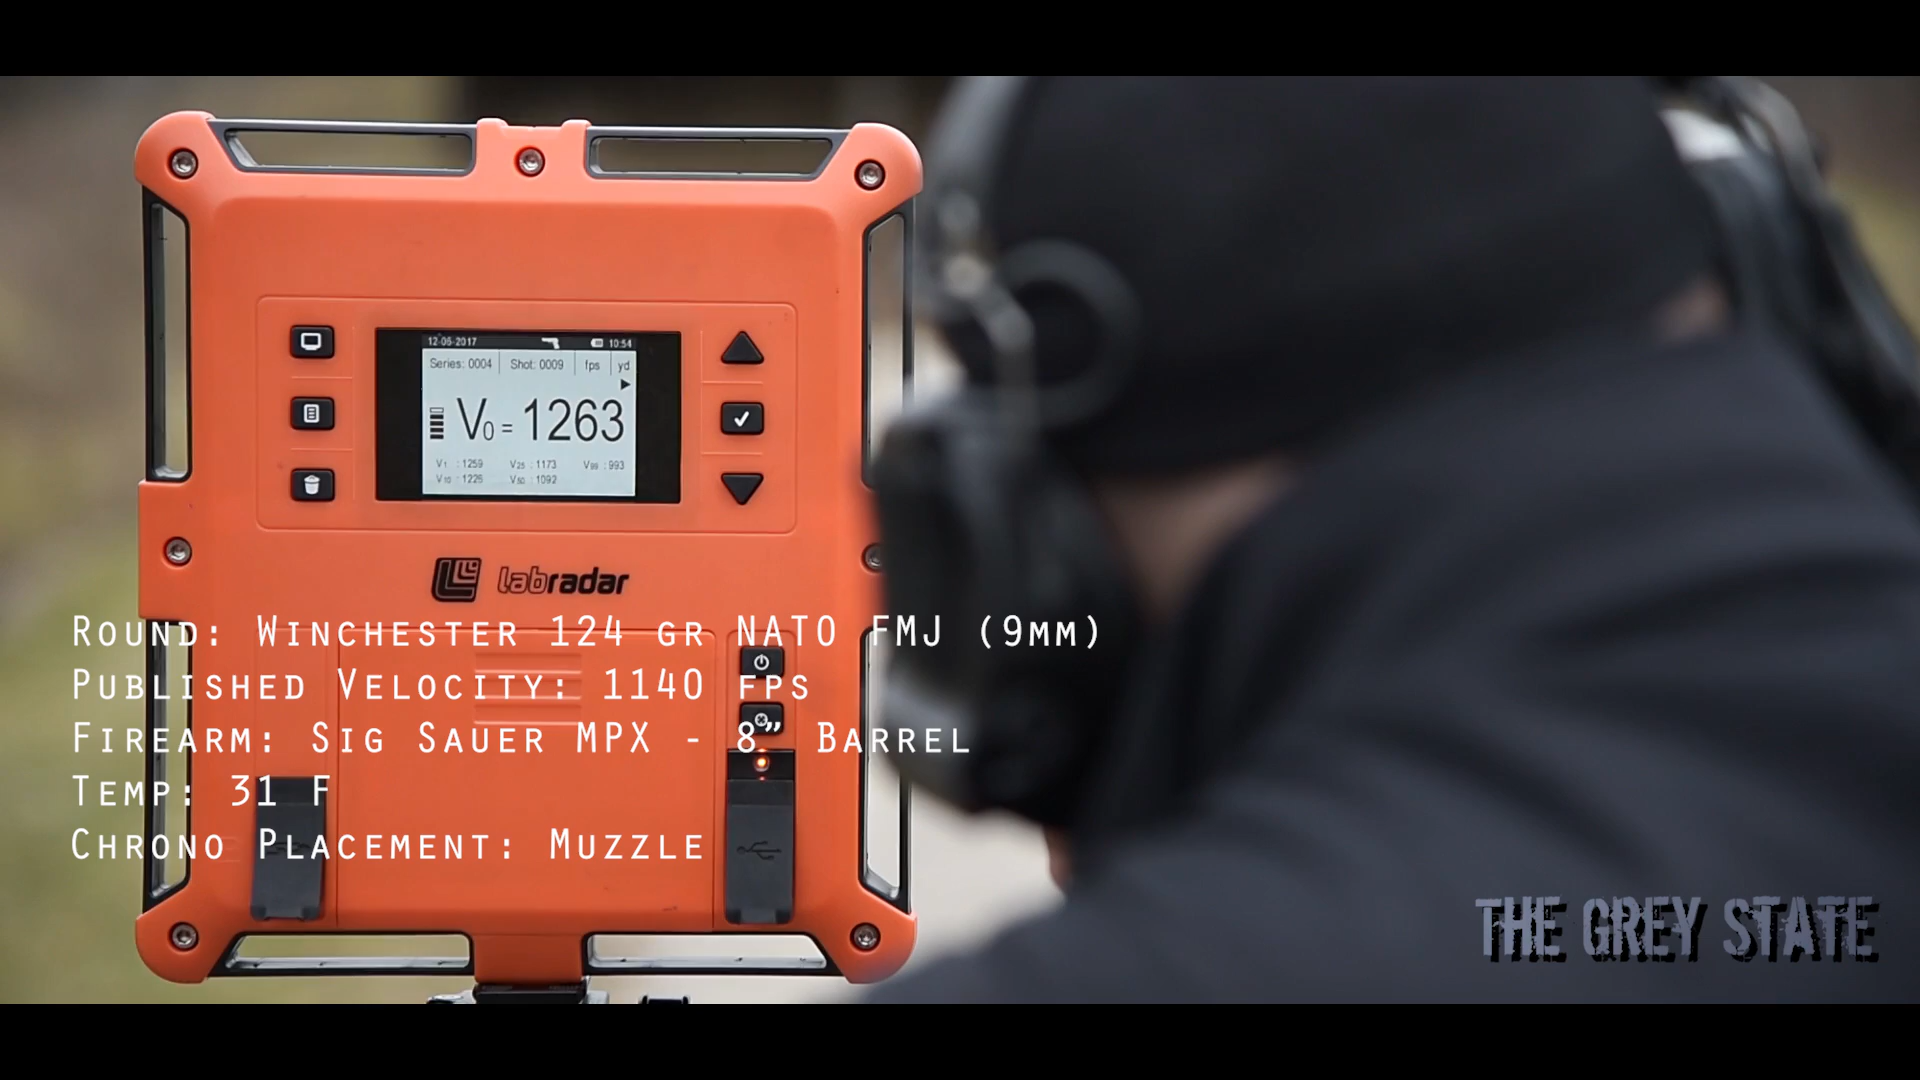 12-06-2017 10:54
Series: 0004 Shot: 0009 fps yd
V0 = 1263
V1 : 1259 V25 : 1173 V99 : 993
V10 : 1225 V50 : 1092
labradar
Round: Winchester 124 gr NATO FMJ (9mm)
Published Velocity: 1140 fps
Firearm: Sig Sauer MPX - 8” Barrel
Temp: 31 F
Chrono Placement: Muzzle
THE GREY STATE